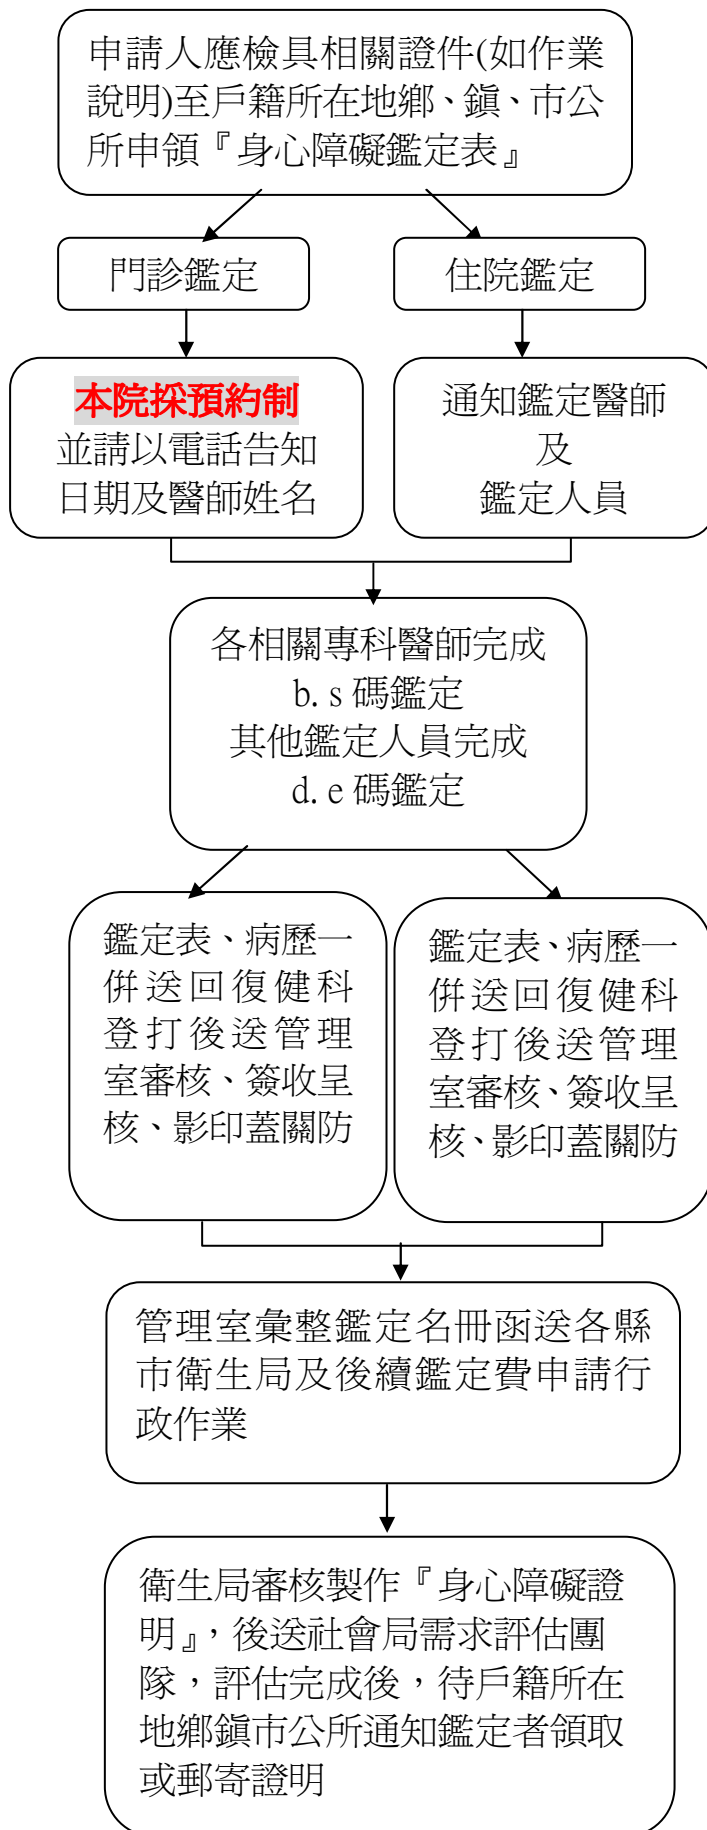 申請人應檢具相關證件(如作業
說明)至戶籍所在地鄉、鎮、市公
所申領『身心障礙鑑定表』
門診鑑定
住院鑑定
本院採預約制
並請以電話告知
日期及醫師姓名
通知鑑定醫師
及
鑑定人員
各相關專科醫師完成
b.s碼鑑定
其他鑑定人員完成
d.e碼鑑定
鑑定表、病歷一
併送回復健科
登打後送管理
室審核、簽收呈
核、影印蓋關防
鑑定表、病歷一
併送回復健科
登打後送管理
室審核、簽收呈
核、影印蓋關防
管理室彙整鑑定名冊函送各縣
市衛生局及後續鑑定費申請行
政作業
衛生局審核製作『身心障礙證
明』，後送社會局需求評估團
隊，評估完成後，待戶籍所在
地鄉鎮市公所通知鑑定者領取
或郵寄證明